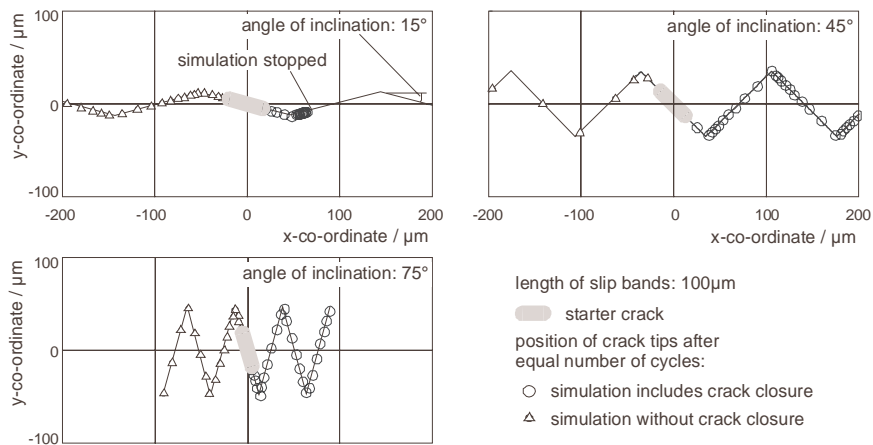 100
angle of inclination: 15°
simulation stopped
y-co-ordinate / µm
0
-100
-200
-100
0
100
200
x-co-ordinate / µm
angle of inclination: 45°
-200
-100
0
100
200
x-co-ordinate / µm
100
angle of inclination: 75°
y-co-ordinate / µm
0
-100
length of slip bands: 100µm
starter crack
position of crack tips after
equal number of cycles:
simulation includes crack closure
simulation without crack closure